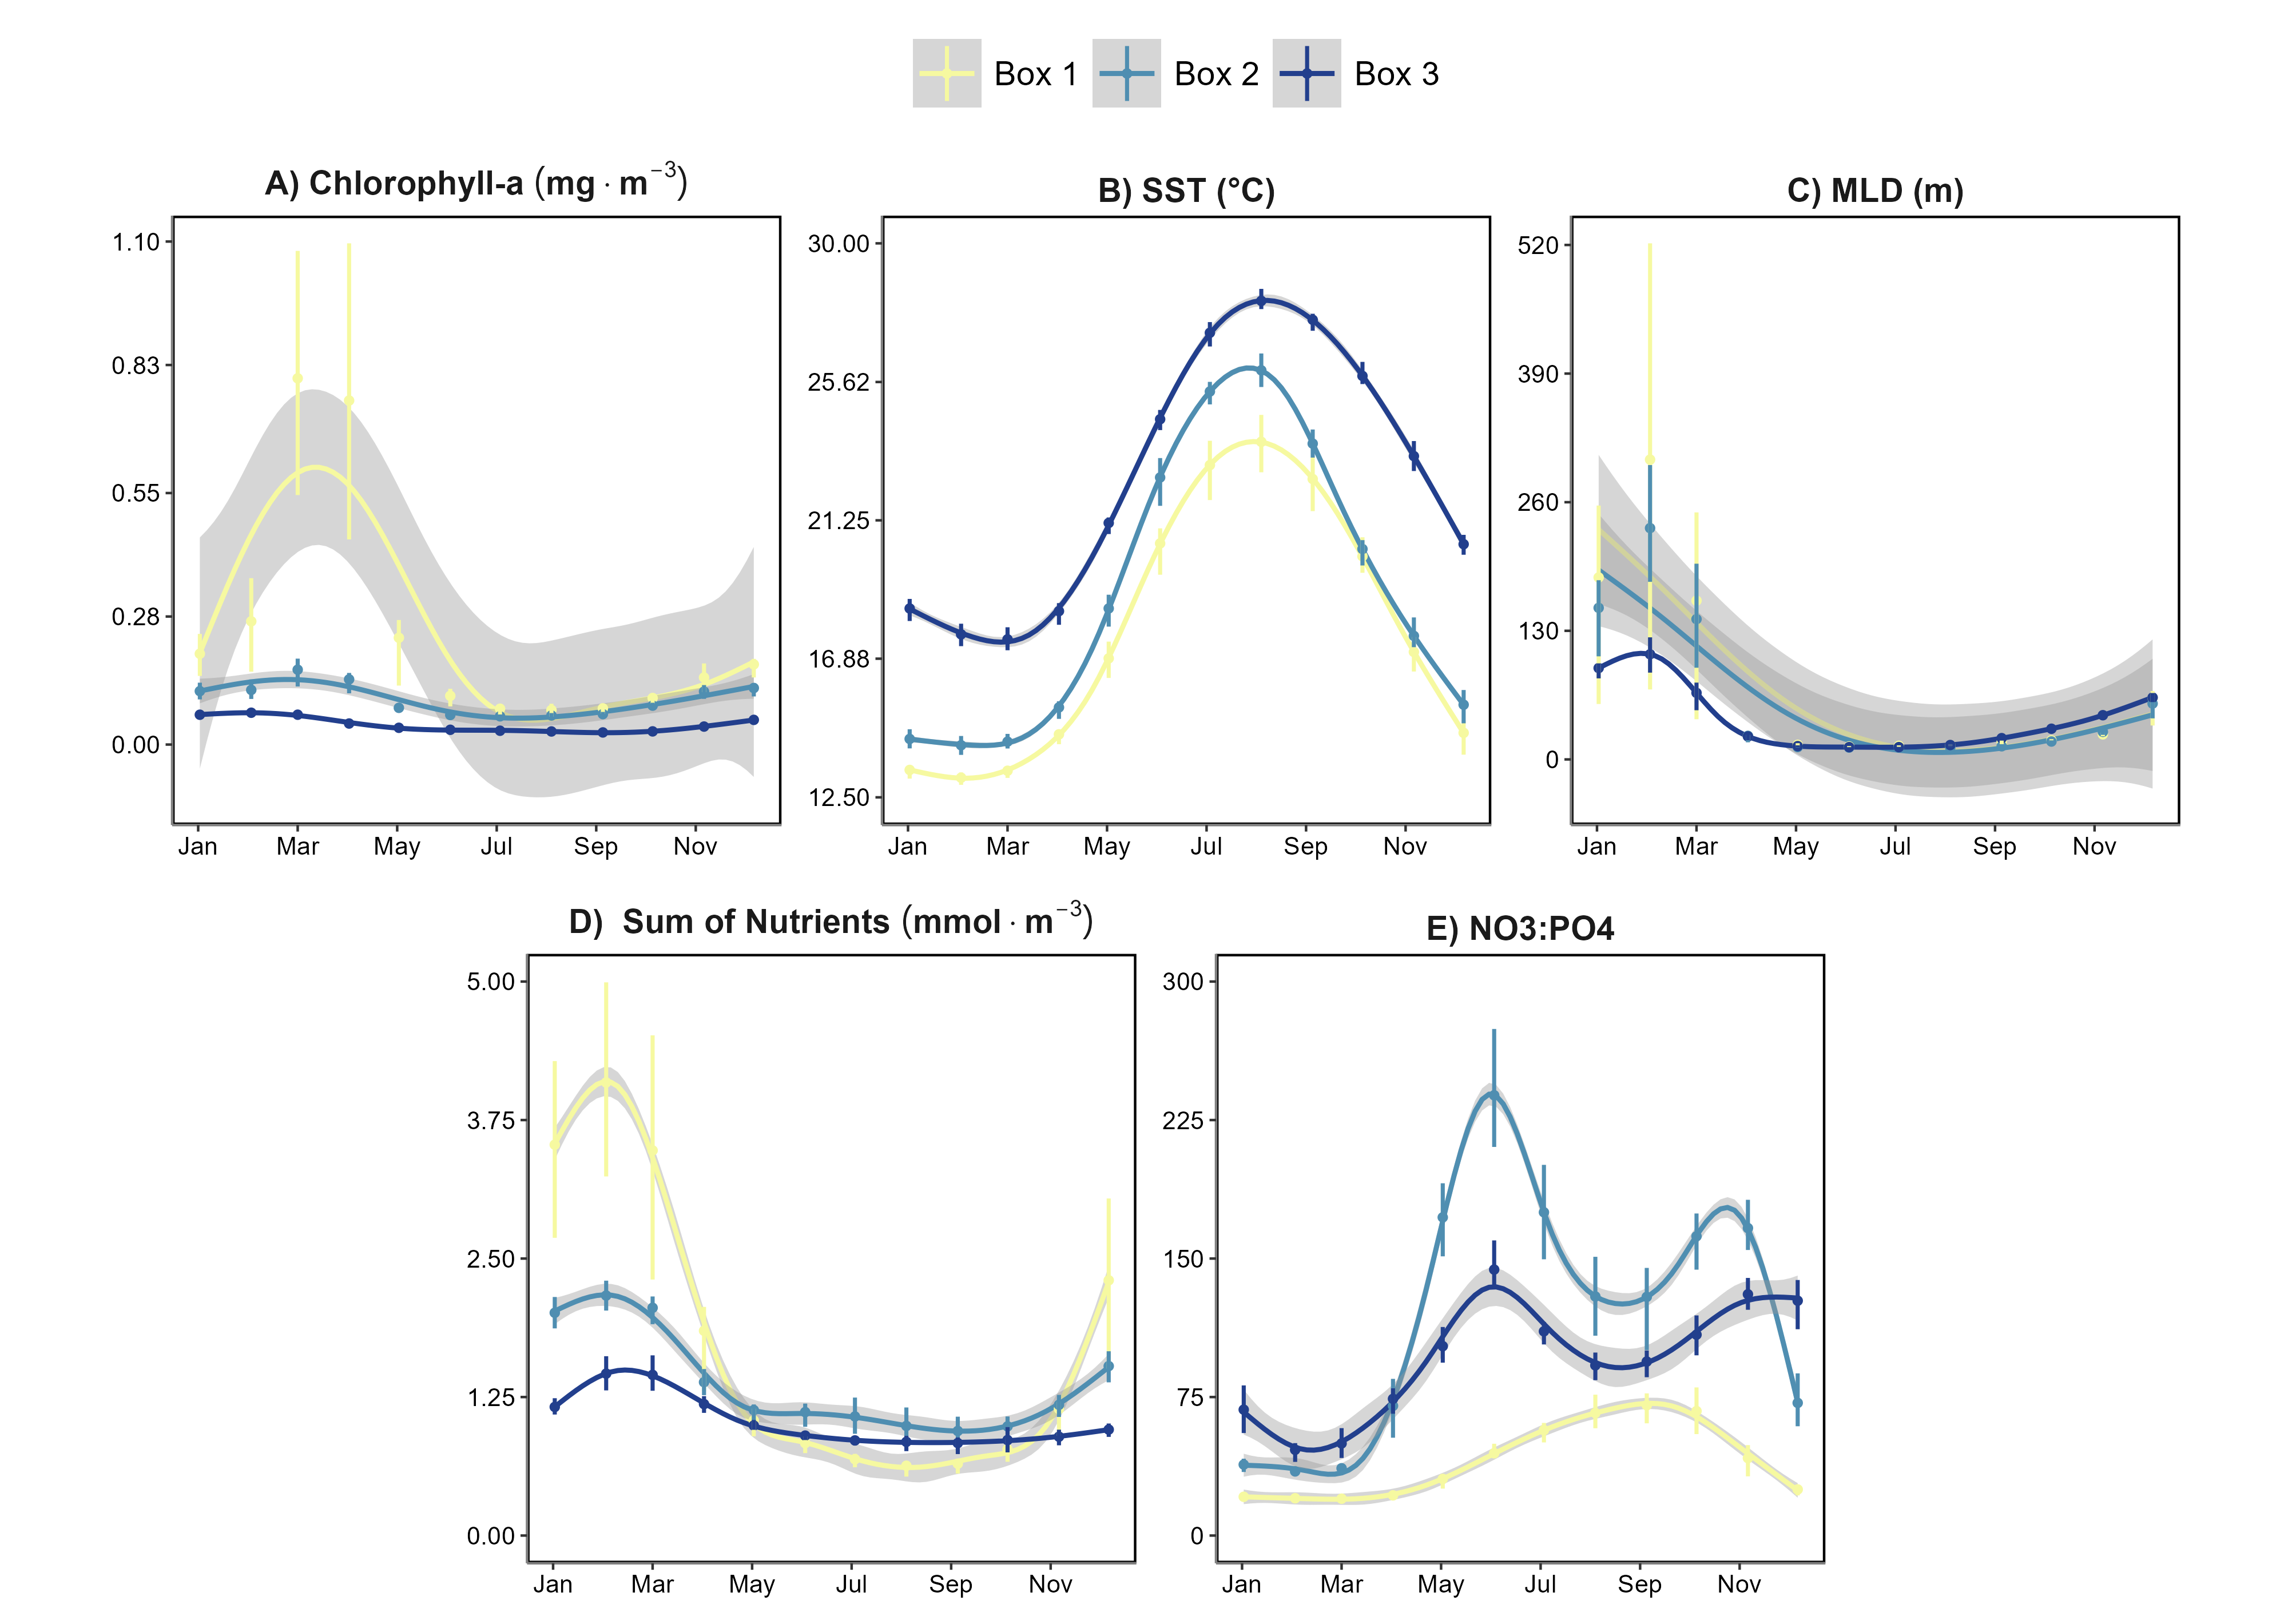 Box 1 Box 2 Box 3
A) Chlorophyll-a (mg · m⁻³)
1.10
0.83
0.55
0.28
0.00
Jan Mar May Jul Sep Nov
B) SST (°C)
30.00
25.62
21.25
16.88
12.50
Jan Mar May Jul Sep Nov
C) MLD (m)
520
390
260
130
0
Jan Mar May Jul Sep Nov
D) Sum of Nutrients (mmol · m⁻³)
5.00
3.75
2.50
1.25
0.00
Jan Mar May Jul Sep Nov
E) NO3:PO4
300
225
150
75
0
Jan Mar May Jul Sep Nov